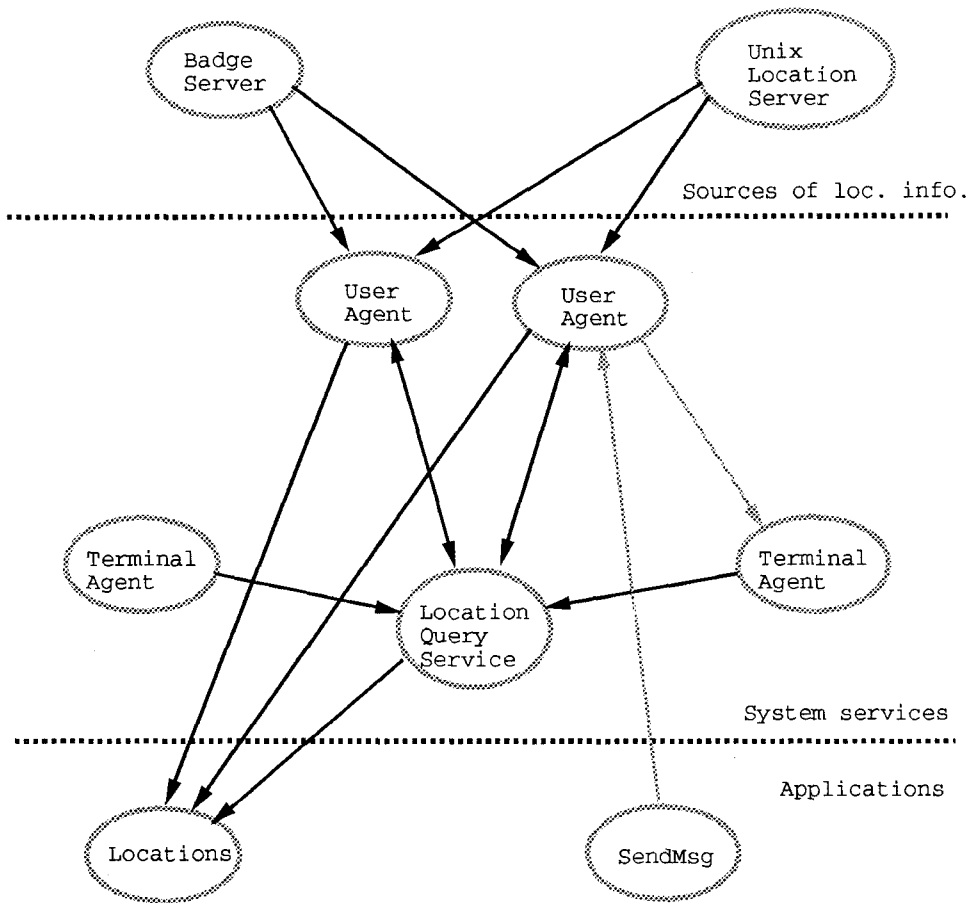 Badge
Server
Unix
Location
Server
Sources of loc. info.
User
Agent
User
Agent
Terminal
Agent
Terminal
Agent
Location
Query
Service
System services
Applications
Locations
SendMsg